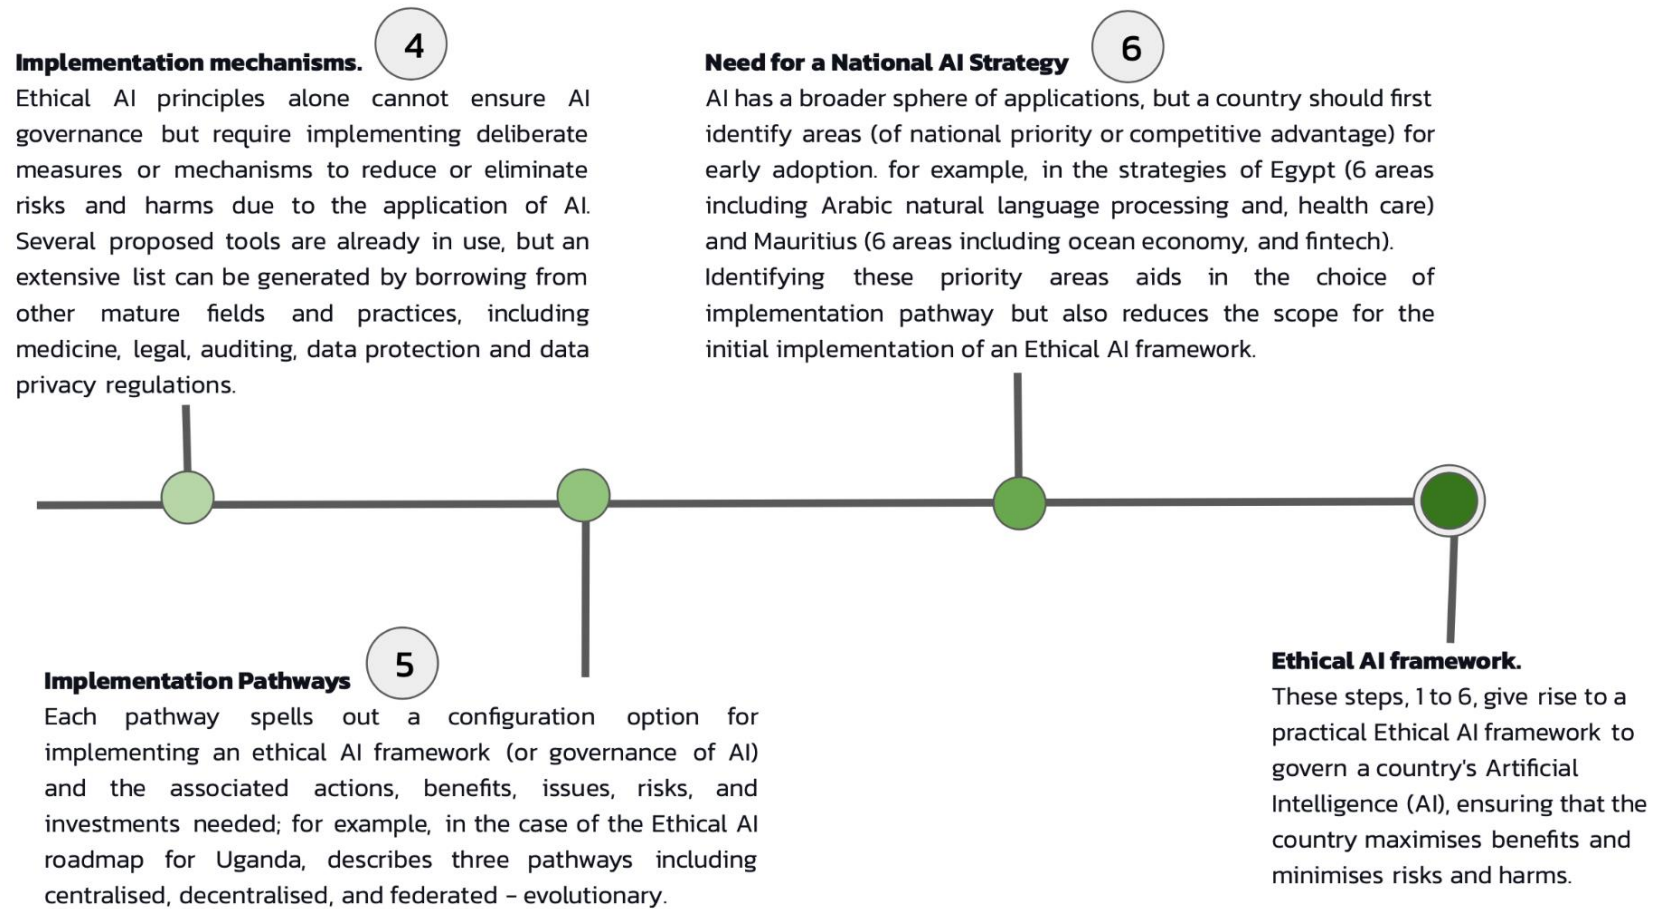 Implementation mechanisms.
4
Ethical AI principles alone cannot ensure AI
governance but require implementing deliberate
measures or mechanisms to reduce or eliminate
risks and harms due to the application of AI.
Several proposed tools are already in use, but an
extensive list can be generated by borrowing from
other mature fields and practices, including
medicine, legal, auditing, data protection and data
privacy regulations.
Implementation Pathways
5
Each pathway spells out a configuration option for
implementing an ethical AI framework (or governance of AI)
and the associated actions, benefits, issues, risks, and
investments needed; for example, in the case of the Ethical AI
roadmap for Uganda, describes three pathways including
centralised, decentralised, and federated – evolutionary.
Need for a National AI Strategy
6
AI has a broader sphere of applications, but a country should first
identify areas (of national priority or competitive advantage) for
early adoption. for example, in the strategies of Egypt (6 areas
including Arabic natural language processing and, health care)
and Mauritius (6 areas including ocean economy, and fintech).
Identifying these priority areas aids in the choice of
implementation pathway but also reduces the scope for the
initial implementation of an Ethical AI framework.
Ethical AI framework.
These steps, 1 to 6, give rise to a
practical Ethical AI framework to
govern a country's Artificial
Intelligence (AI), ensuring that the
country maximises benefits and
minimises risks and harms.